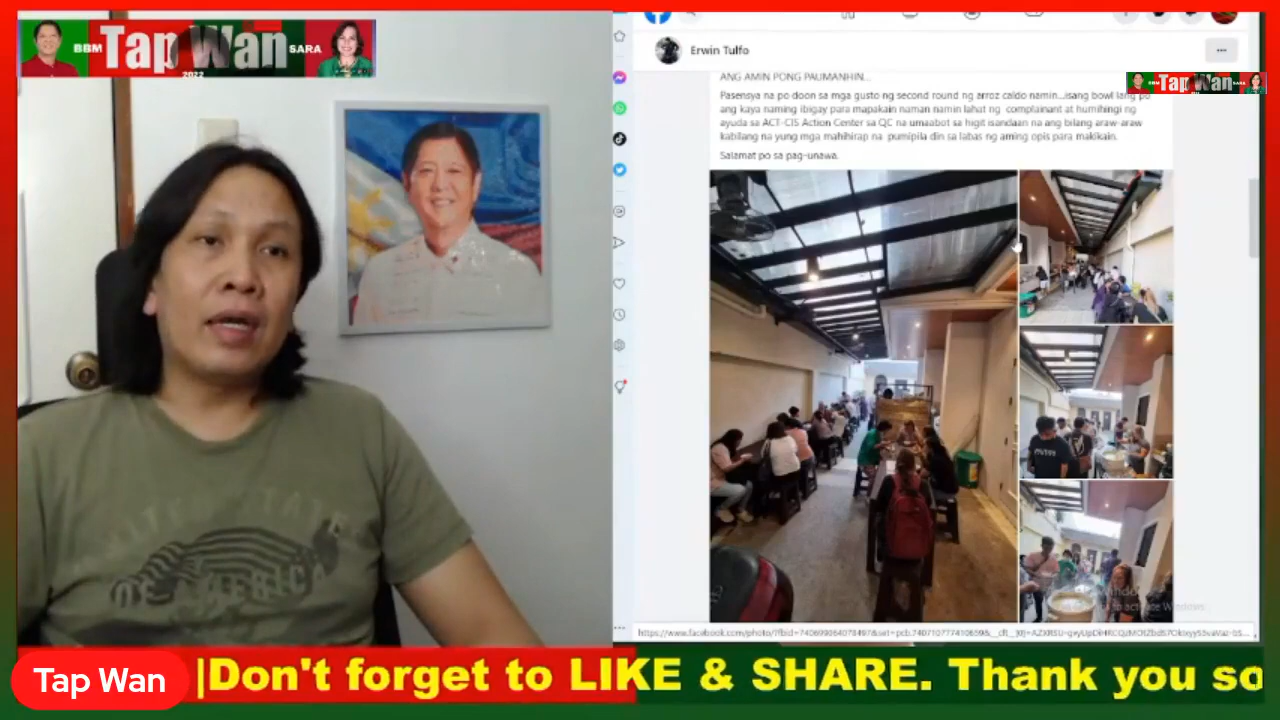 BBM Tap Wan SARA
2022
Erwin Tulfo
Tap Wan
ANG AMIN PONG PAUMANHIN...
Pasensya na po doon sa mga gusto ng second round ng arroz caldo namin...isang bowl lang po
ang kaya naming ibigay para mapakain naman namin lahat ng complainant at humihingi ng
ayuda sa ACT-CIS Action Center sa QC na umaabot sa higit isandaan na ang bilang araw-araw
kabilang na yung mga mahihirap na pumipila din sa labas ng aming opis para makikain.
Salamat po sa pag-unawa.
OF AMERICA
Tap Wan
|Don't forget to LIKE & SHARE. Thank you so